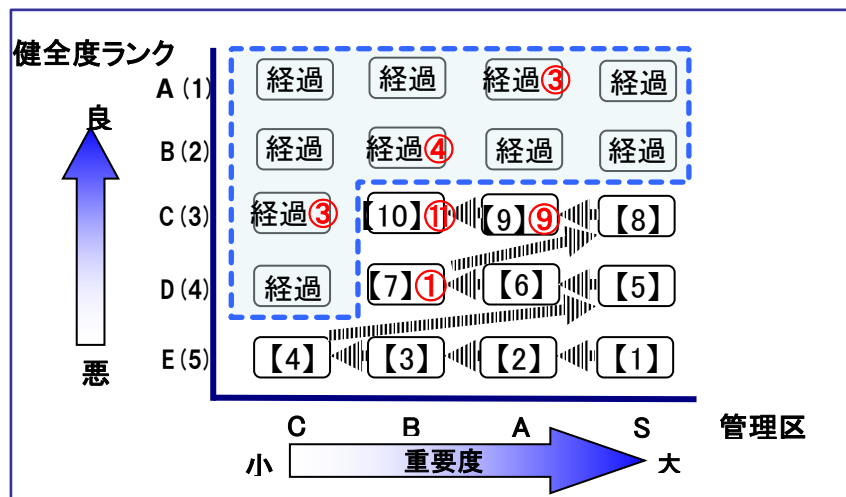 健全度ランク
A(1) 経過 経過 経過③ 経過
良
B(2) 経過 経過④ 経過 経過
C(3) 経過③ 【10】⑪ 【9】⑨ 【8】
D(4) 経過 【7】① 【6】 【5】
E(5) 【4】 【3】 【2】 【1】
悪
C B A S 管理区
小 重要度 大